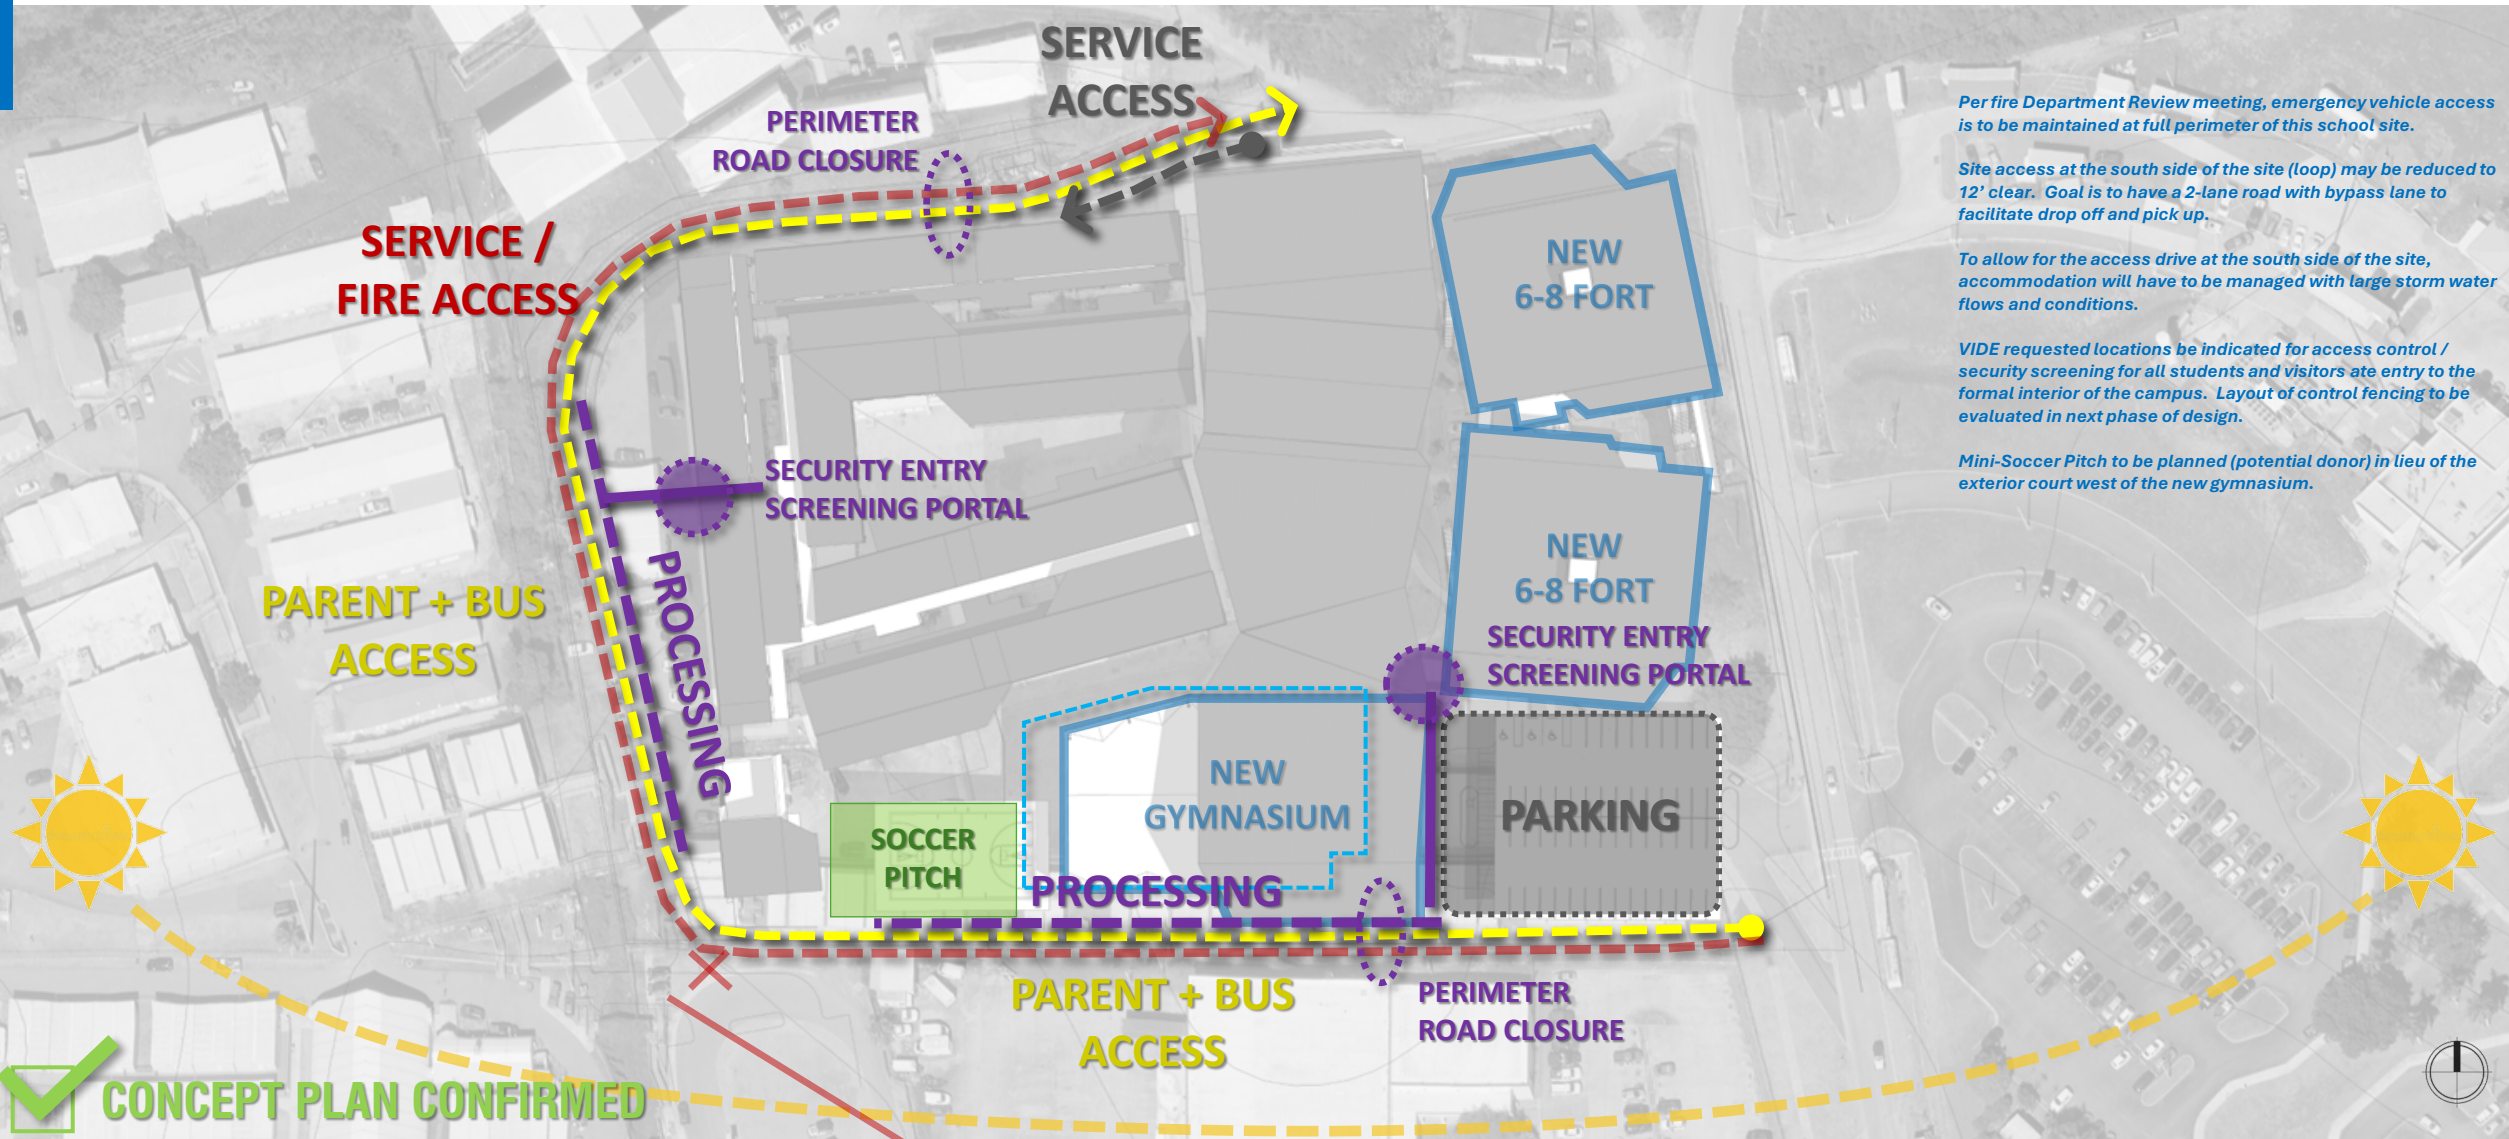 SERVICE
ACCESS
PERIMETER
ROAD CLOSURE
SERVICE /
FIRE ACCESS
NEW
6-8 FORT
Per fire Department Review meeting, emergency vehicle access
is to be maintained at full perimeter of this school site.
Site access at the south side of the site (loop) may be reduced to
12’ clear. Goal is to have a 2-lane road with bypass lane to
facilitate drop off and pick up.
To allow for the access drive at the south side of the site,
accommodation will have to be managed with large storm water
flows and conditions.
VIDE requested locations be indicated for access control /
security screening for all students and visitors ate entry to the
formal interior of the campus. Layout of control fencing to be
evaluated in next phase of design.
Mini-Soccer Pitch to be planned (potential donor) in lieu of the
exterior court west of the new gymnasium.
SECURITY ENTRY
SCREENING PORTAL
PROCESSING
PARENT + BUS
ACCESS
NEW
6-8 FORT
SECURITY ENTRY
SCREENING PORTAL
NEW
GYMNASIUM
PARKING
SOCCER
PITCH
PROCESSING
PARENT + BUS
ACCESS
PERIMETER
ROAD CLOSURE
CONCEPT PLAN CONFIRMED